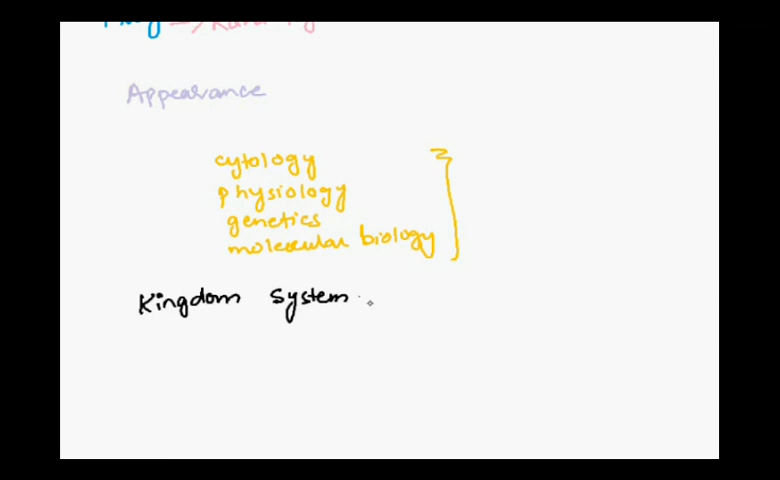 Appearance
cytology
physiology
genetics
molecular biology
Kingdom System